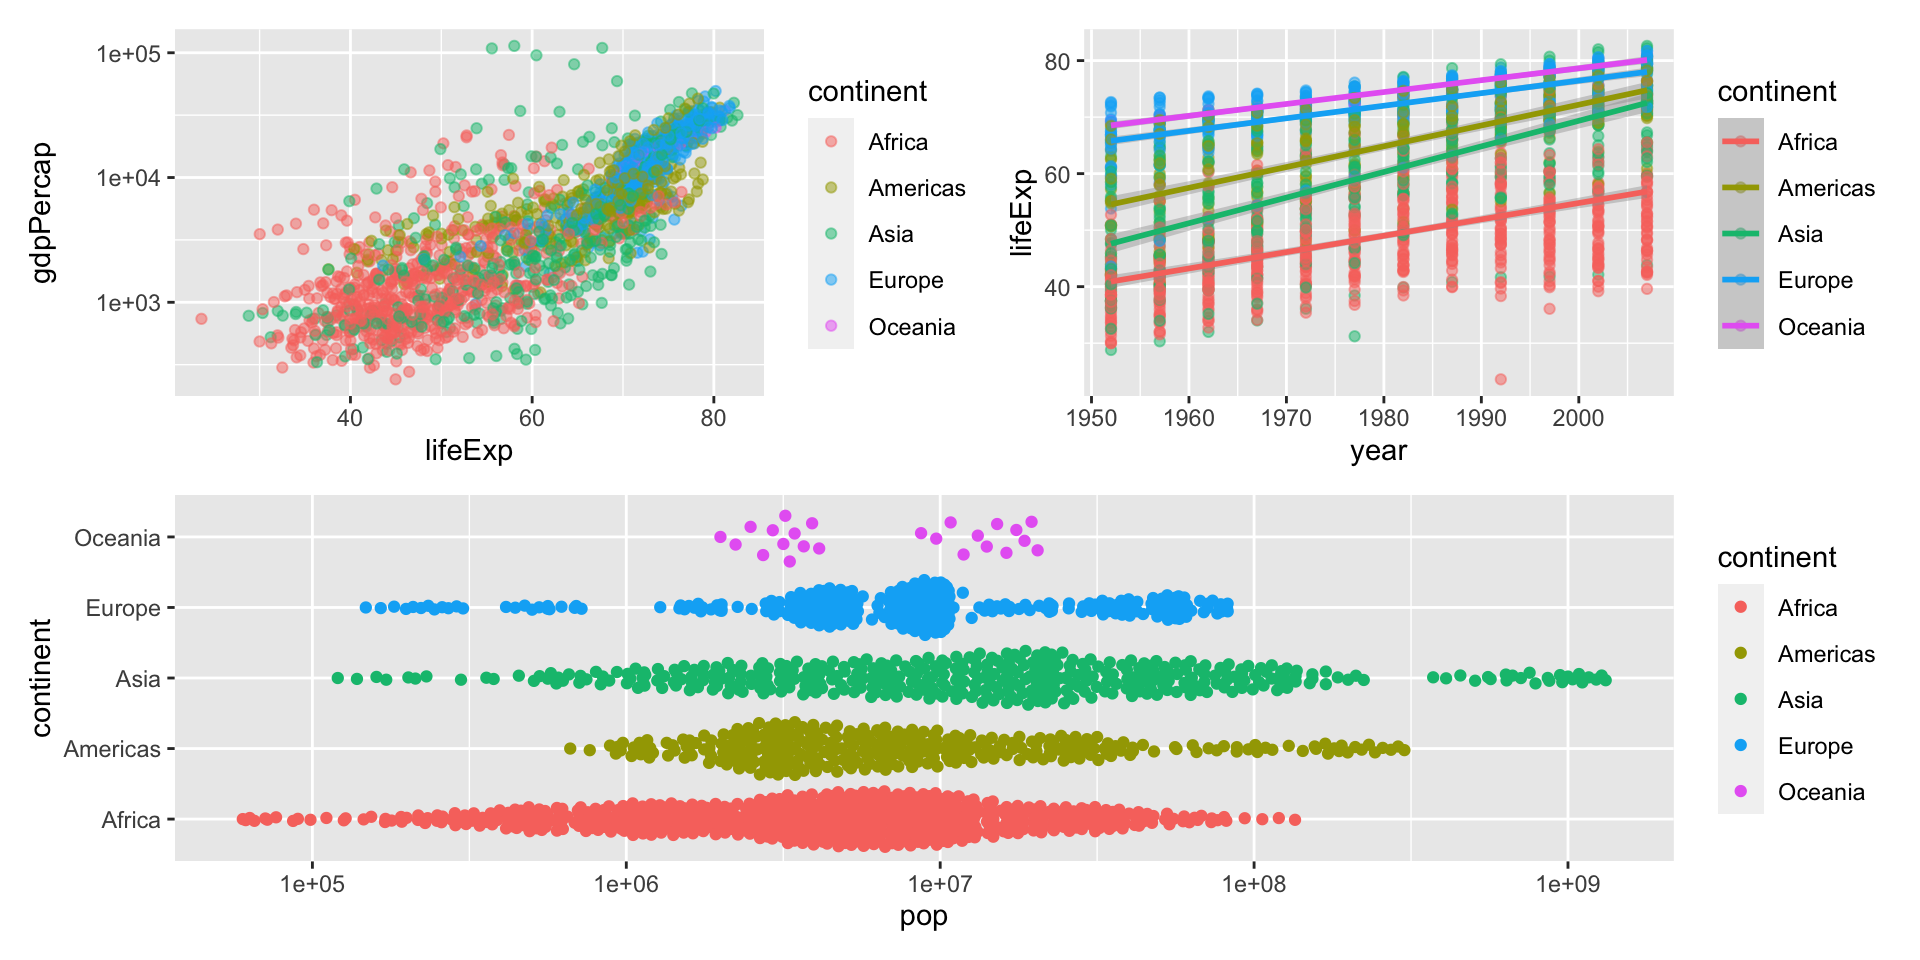 gdpPercap
1e+05
1e+04
1e+03
40 60 80
lifeExp
continent
Africa
Americas
Asia
Europe
Oceania
lifeExp
80
60
40
1950 1960 1970 1980 1990 2000
year
continent
Africa
Americas
Asia
Europe
Oceania
continent
Oceania
Europe
Asia
Americas
Africa
1e+05 1e+06 1e+07 1e+08 1e+09
pop
continent
Africa
Americas
Asia
Europe
Oceania